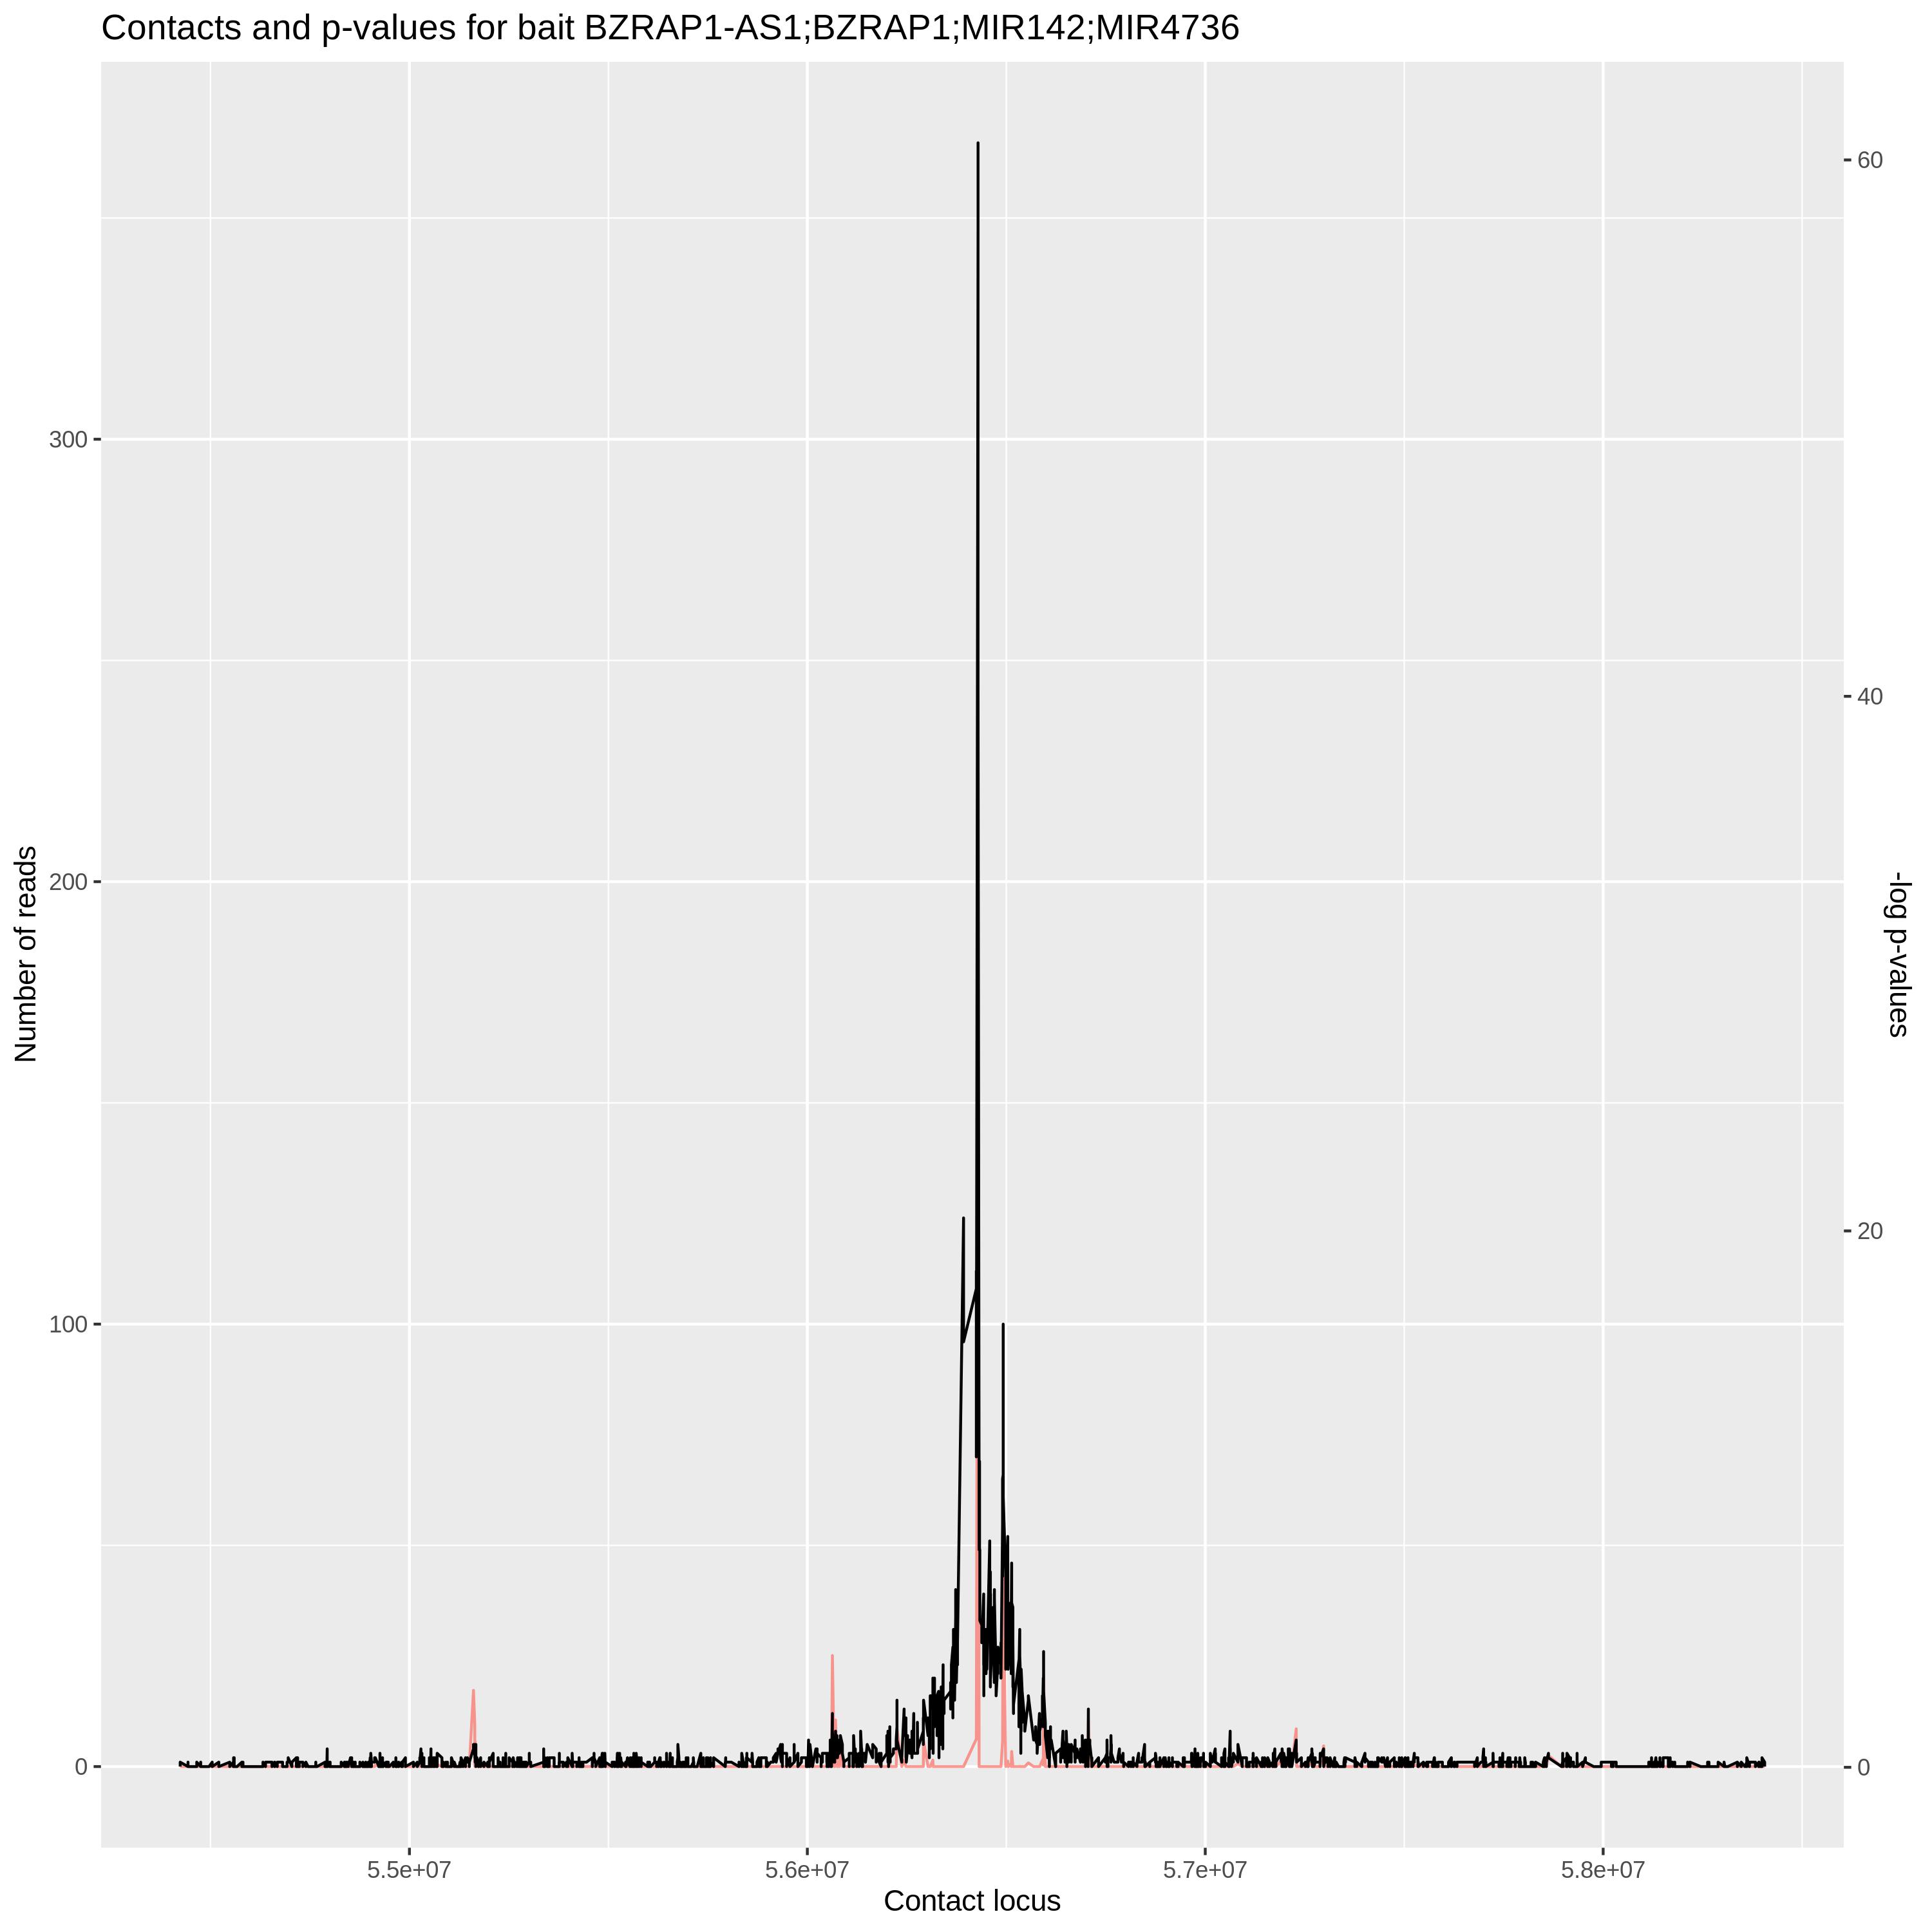 Contacts and p-values for bait BZRAP1-AS1;BZRAP1;MIR142;MIR4736
Number of reads
300
200
100
0
60
40
20
0
-log p-values
5.5e+07
5.6e+07
5.7e+07
5.8e+07
Contact locus